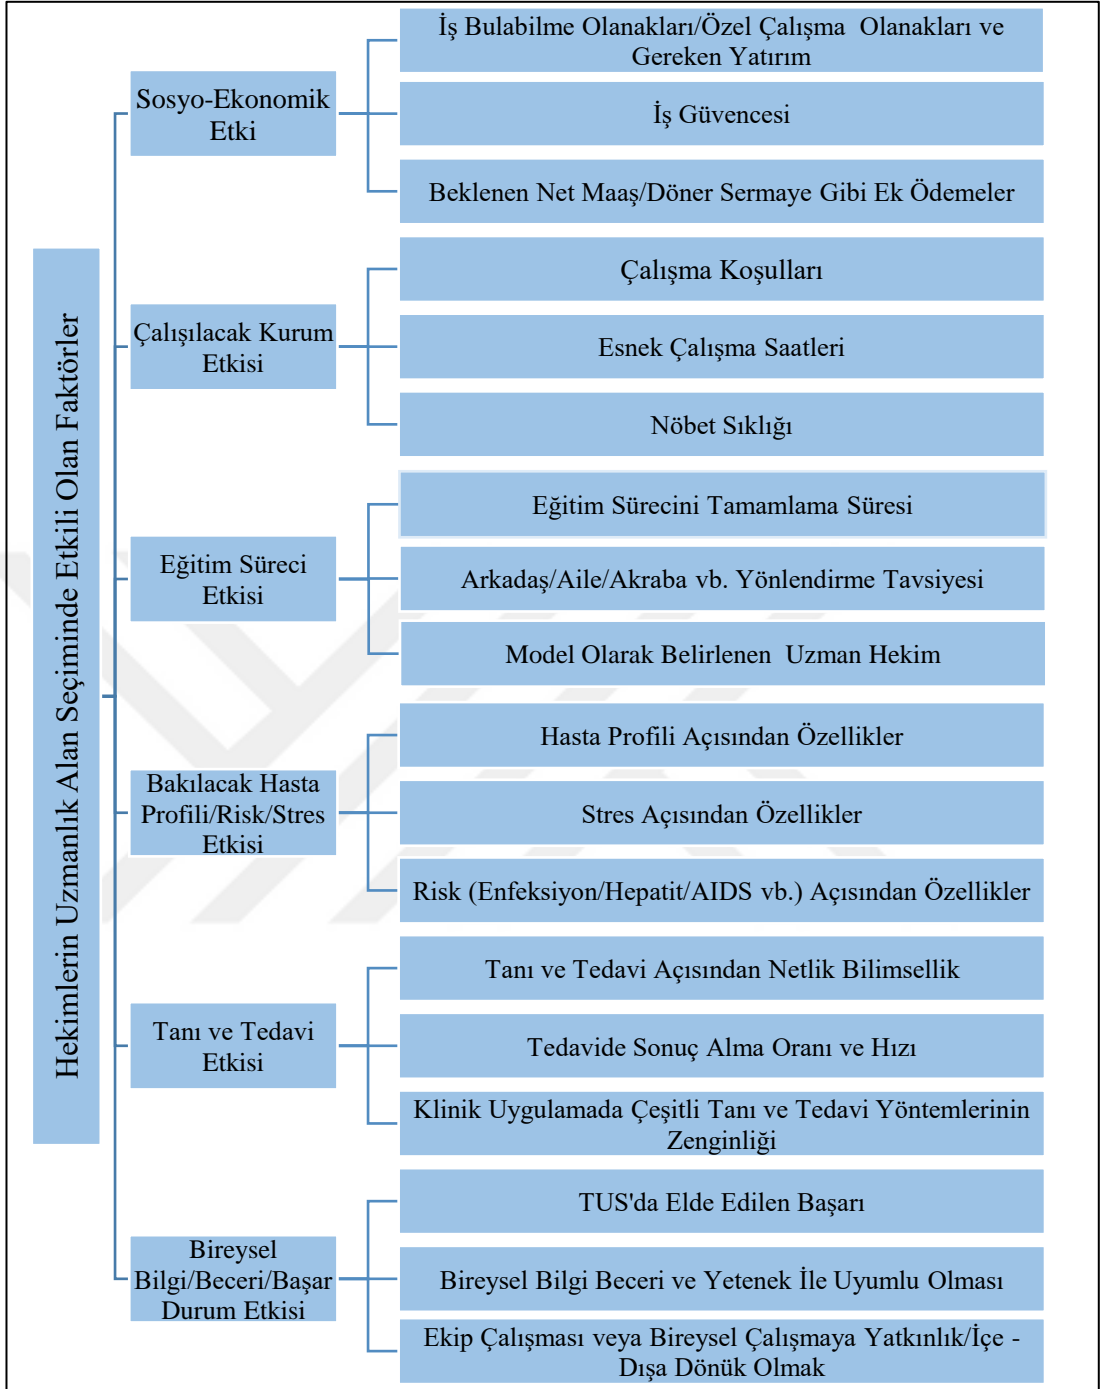 Hekimlerin Uzmanlık Alan Seçiminde Etkili Olan Faktörler
Sosyo-Ekonomik
Etki
İş Bulabilme Olanakları/Özel Çalışma Olanakları ve
Gereken Yatırım
İş Güvencesi
Beklenen Net Maaş/Döner Sermaye Gibi Ek Ödemeler
Çalışılacak Kurum
Etkisi
Çalışma Koşulları
Esnek Çalışma Saatleri
Nöbet Sıklığı
Eğitim Süreci
Etkisi
Eğitim Sürecini Tamamlama Süresi
Arkadaş/Aile/Akraba vb. Yönlendirme Tavsiyesi
Model Olarak Belirlenen Uzman Hekim
Bakılacak Hasta
Profili/Risk/Stres
Etkisi
Hasta Profili Açısından Özellikler
Stres Açısından Özellikler
Risk (Enfeksiyon/Hepatit/AIDS vb.) Açısından Özellikler
Tanı ve Tedavi
Etkisi
Tanı ve Tedavi Açısından Netlik Bilimsellik
Tedavide Sonuç Alma Oranı ve Hızı
Klinik Uygulamada Çeşitli Tanı ve Tedavi Yöntemlerinin
Zenginliği
Bireysel
Bilgi/Beceri/Başar
Durum Etkisi
TUS'da Elde Edilen Başarı
Bireysel Bilgi Beceri ve Yetenek İle Uyumlu Olması
Ekip Çalışması veya Bireysel Çalışmaya Yatkınlık/İçe -
Dışa Dönük Olmak